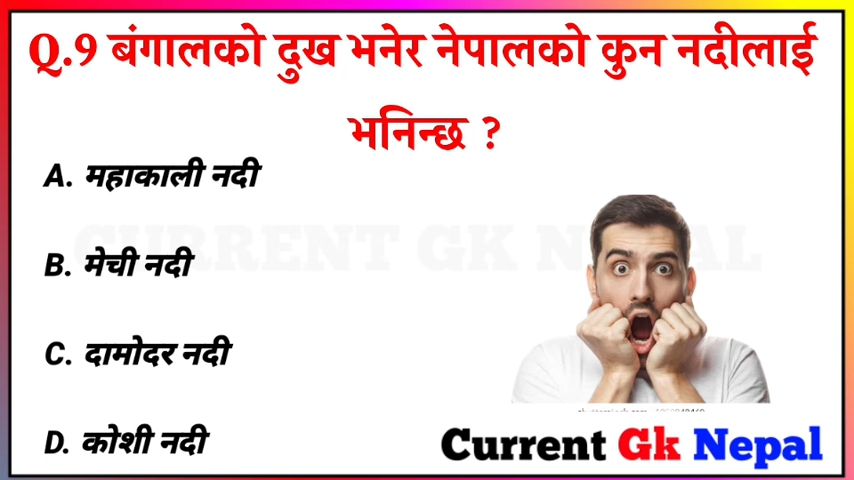 Q.9 बंगालको दुख भनेर नेपालको कुन नदीलाई
भनिन्छ ?
A. महाकाली नदी
CURRENT GK NEPAL
B. मेची नदी
C. दामोदर नदी
D. कोशी नदी
Current Gk Nepal